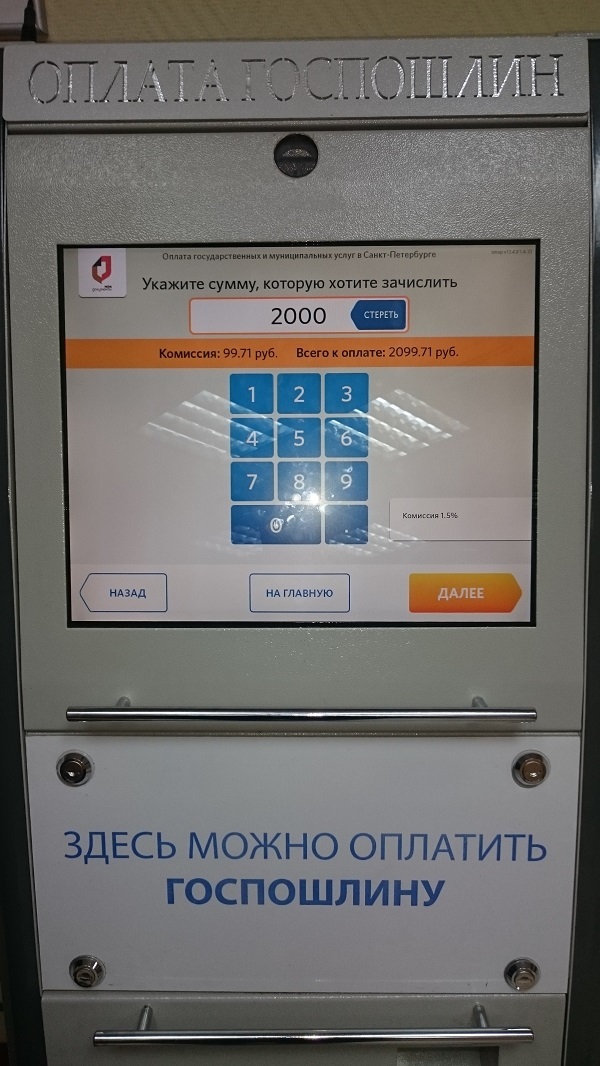 ОПЛАТА ГОСПОШЛИН
Оплата государственных и муниципальных услуг в Санкт-Петербурге
Укажите сумму, которую хотите зачислить
2000 СТЕРЕТЬ
Комиссия: 99.71 руб. Всего к оплате: 2099.71 руб.
1 2 3
4 5 6
7 8 9
0 .
Комиссия 1.5%
НАЗАД НА ГЛАВНУЮ ДАЛЕЕ
ЗДЕСЬ МОЖНО ОПЛАТИТЬ
ГОСПОШЛИНУ